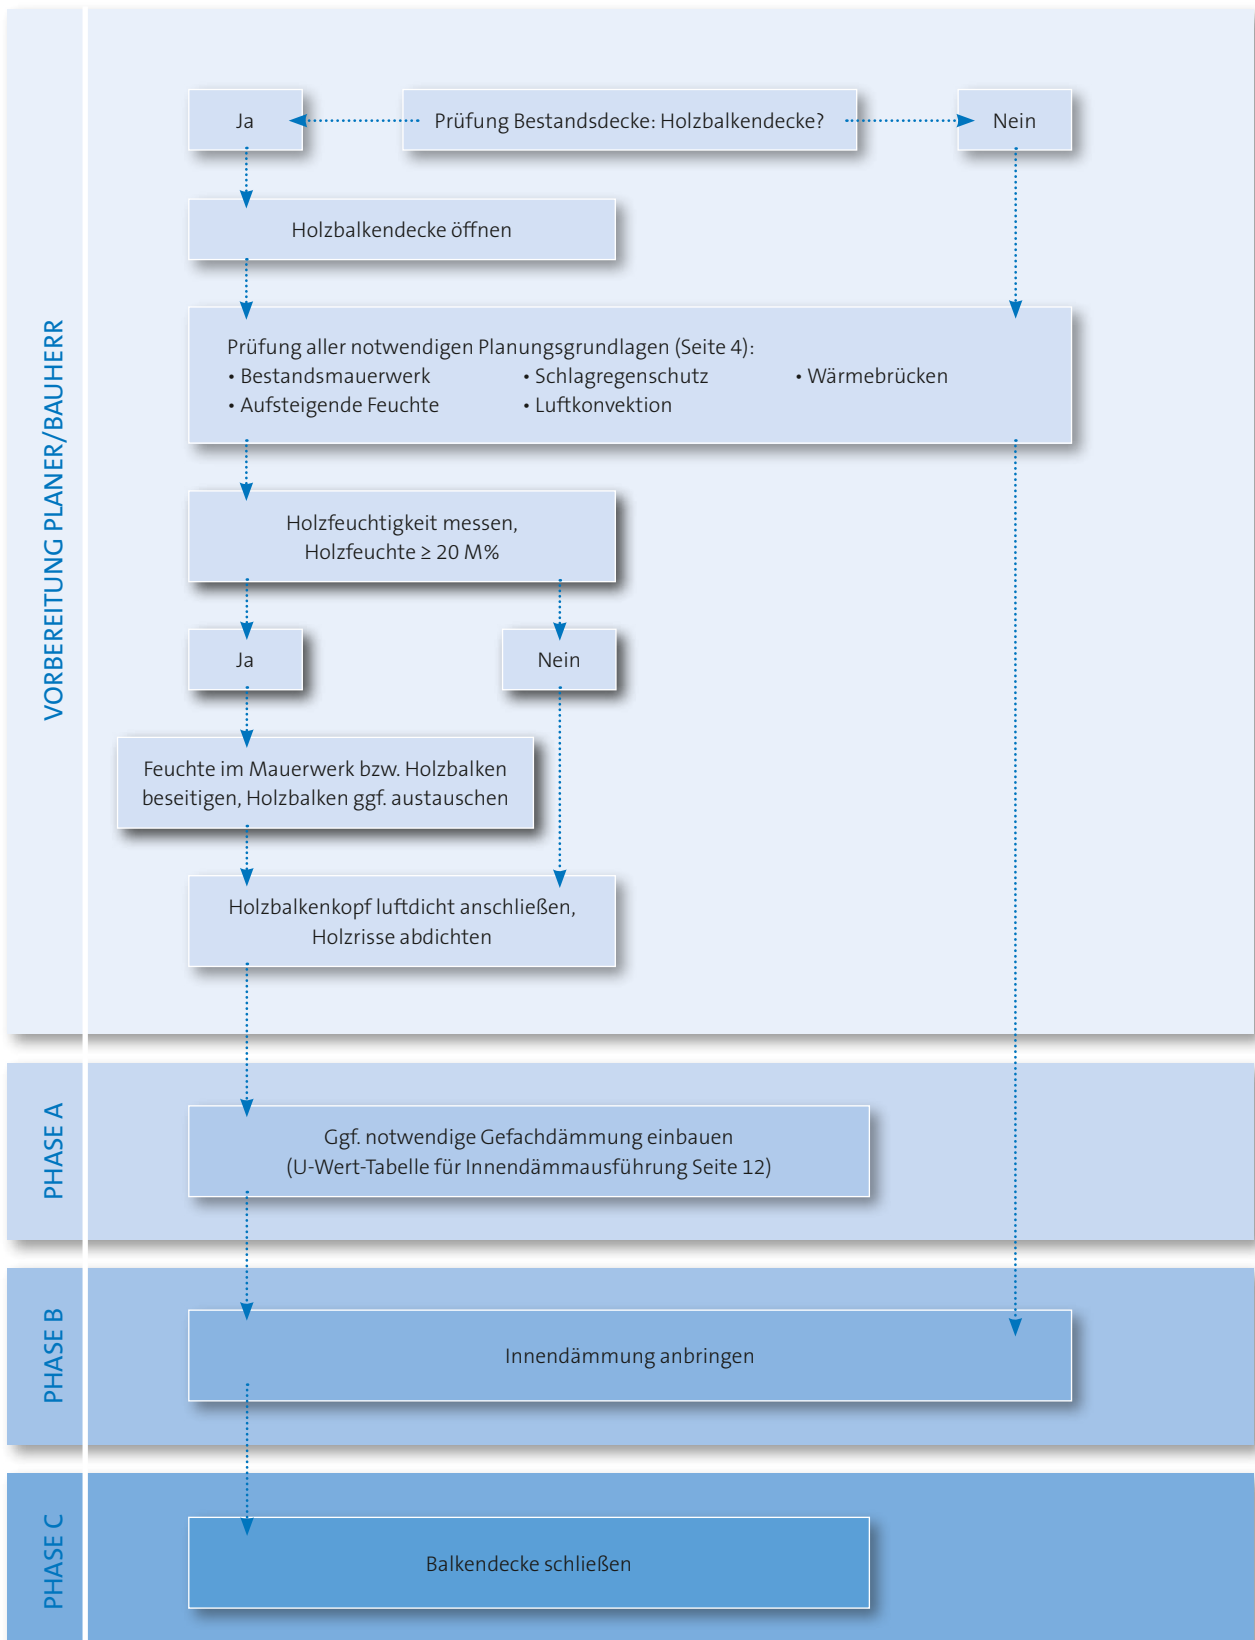 VORBEREITUNG PLANER/BAUHERR
Ja
Prüfung Bestandsdecke: Holzbalkendecke?
Nein
Holzbalkendecke öffnen
Prüfung aller notwendigen Planungsgrundlagen (Seite 4):
• Bestandsmauerwerk • Schlagregenschutz • Wärmebrücken
• Aufsteigende Feuchte • Luftkonvektion
Holzfeuchtigkeit messen,
Holzfeuchte ≥ 20 M%
Ja
Nein
Feuchte im Mauerwerk bzw. Holzbalken
beseitigen, Holzbalken ggf. austauschen
Holzbalkenkopf luftdicht anschließen,
Holzrisse abdichten
PHASE A
Ggf. notwendige Gefachdämmung einbauen
(U-Wert-Tabelle für Innendämmausführung Seite 12)
PHASE B
Innendämmung anbringen
PHASE C
Balkendecke schließen